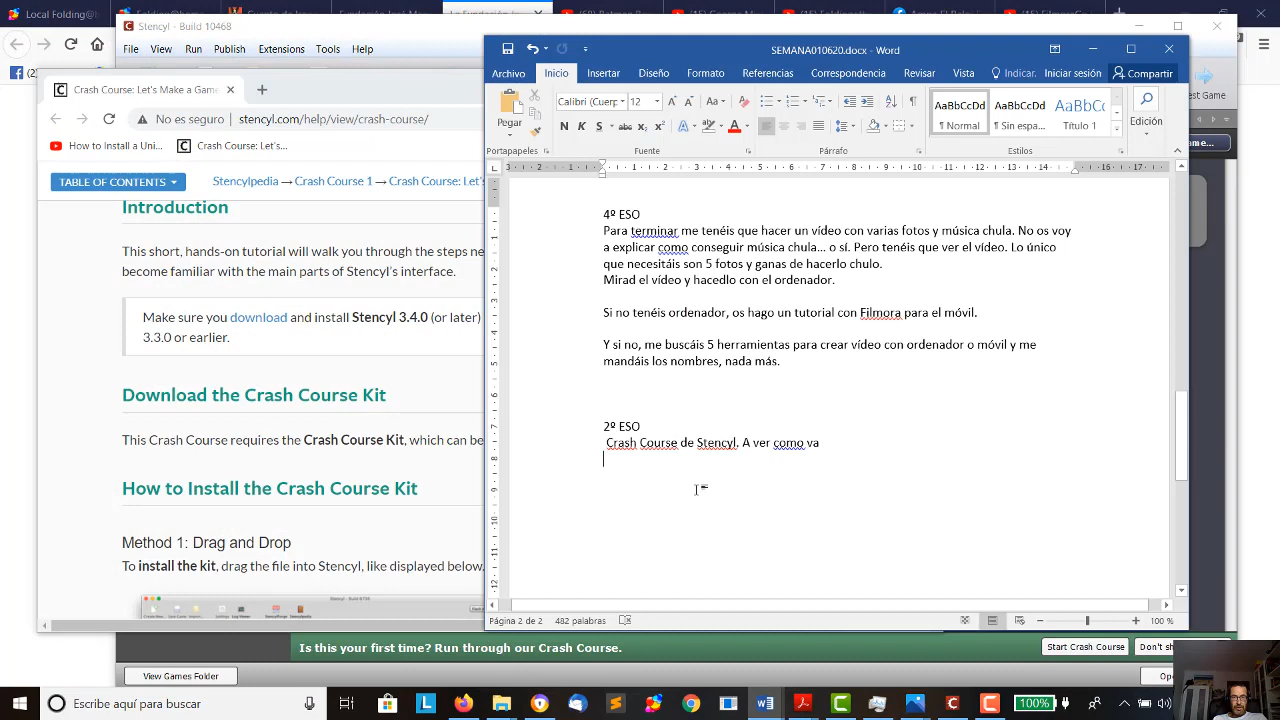 Local Folding@
Stencyl - Build 10468
File View Run Publish Extensions Tools Help
Crash Course: Let's Make a Game
No es seguro stencyl.com/help/view/crash-course/
How to Install a Uni... Crash Course: Let's...
TABLE OF CONTENTS
Stencylpedia → Crash Course 1 → Crash Course: Let's
Introduction
This short, hands-on tutorial will walk you through the steps ne
become familiar with the main parts of Stencyl's interface.
Make sure you download and install Stencyl 3.4.0 (or later)
3.3.0 or earlier.
Download the Crash Course Kit
This Crash Course requires the Crash Course Kit, which can be
How to Install the Crash Course Kit
Method 1: Drag and Drop
To install the kit, drag the file into Stencyl, like displayed below.
SEMANA010620.docx - Word
Archivo Inicio Insertar Diseño Formato Referencias Correspondencia Revisar Vista Indicar. Iniciar sesión Compartir
Calibri (Cuerp 12
Pegar
N K S abc x₂ x²
AaBbCcDd AaBbCcDd AaBbCc
¶ Normal ¶ Sin espa... Título 1
Edición
Portapapeles Fuente Párrafo Estilos
4º ESO
Para terminar me tenéis que hacer un vídeo con varias fotos y música chula. No os voy
a explicar como conseguir música chula... o sí. Pero tenéis que ver el vídeo. Lo único
que necesitáis son 5 fotos y ganas de hacerlo chulo.
Mirad el vídeo y hacedlo con el ordenador.
Si no tenéis ordenador, os hago un tutorial con Filmora para el móvil.
Y si no, me buscáis 5 herramientas para crear vídeo con ordenador o móvil y me
mandáis los nombres, nada más.
2º ESO
Crash Course de Stencyl. A ver como va
Página 2 de 2 482 palabras 100 %
Is this your first time? Run through our Crash Course. Start Crash Course Don't sh
View Games Folder
Escribe aquí para buscar
100%